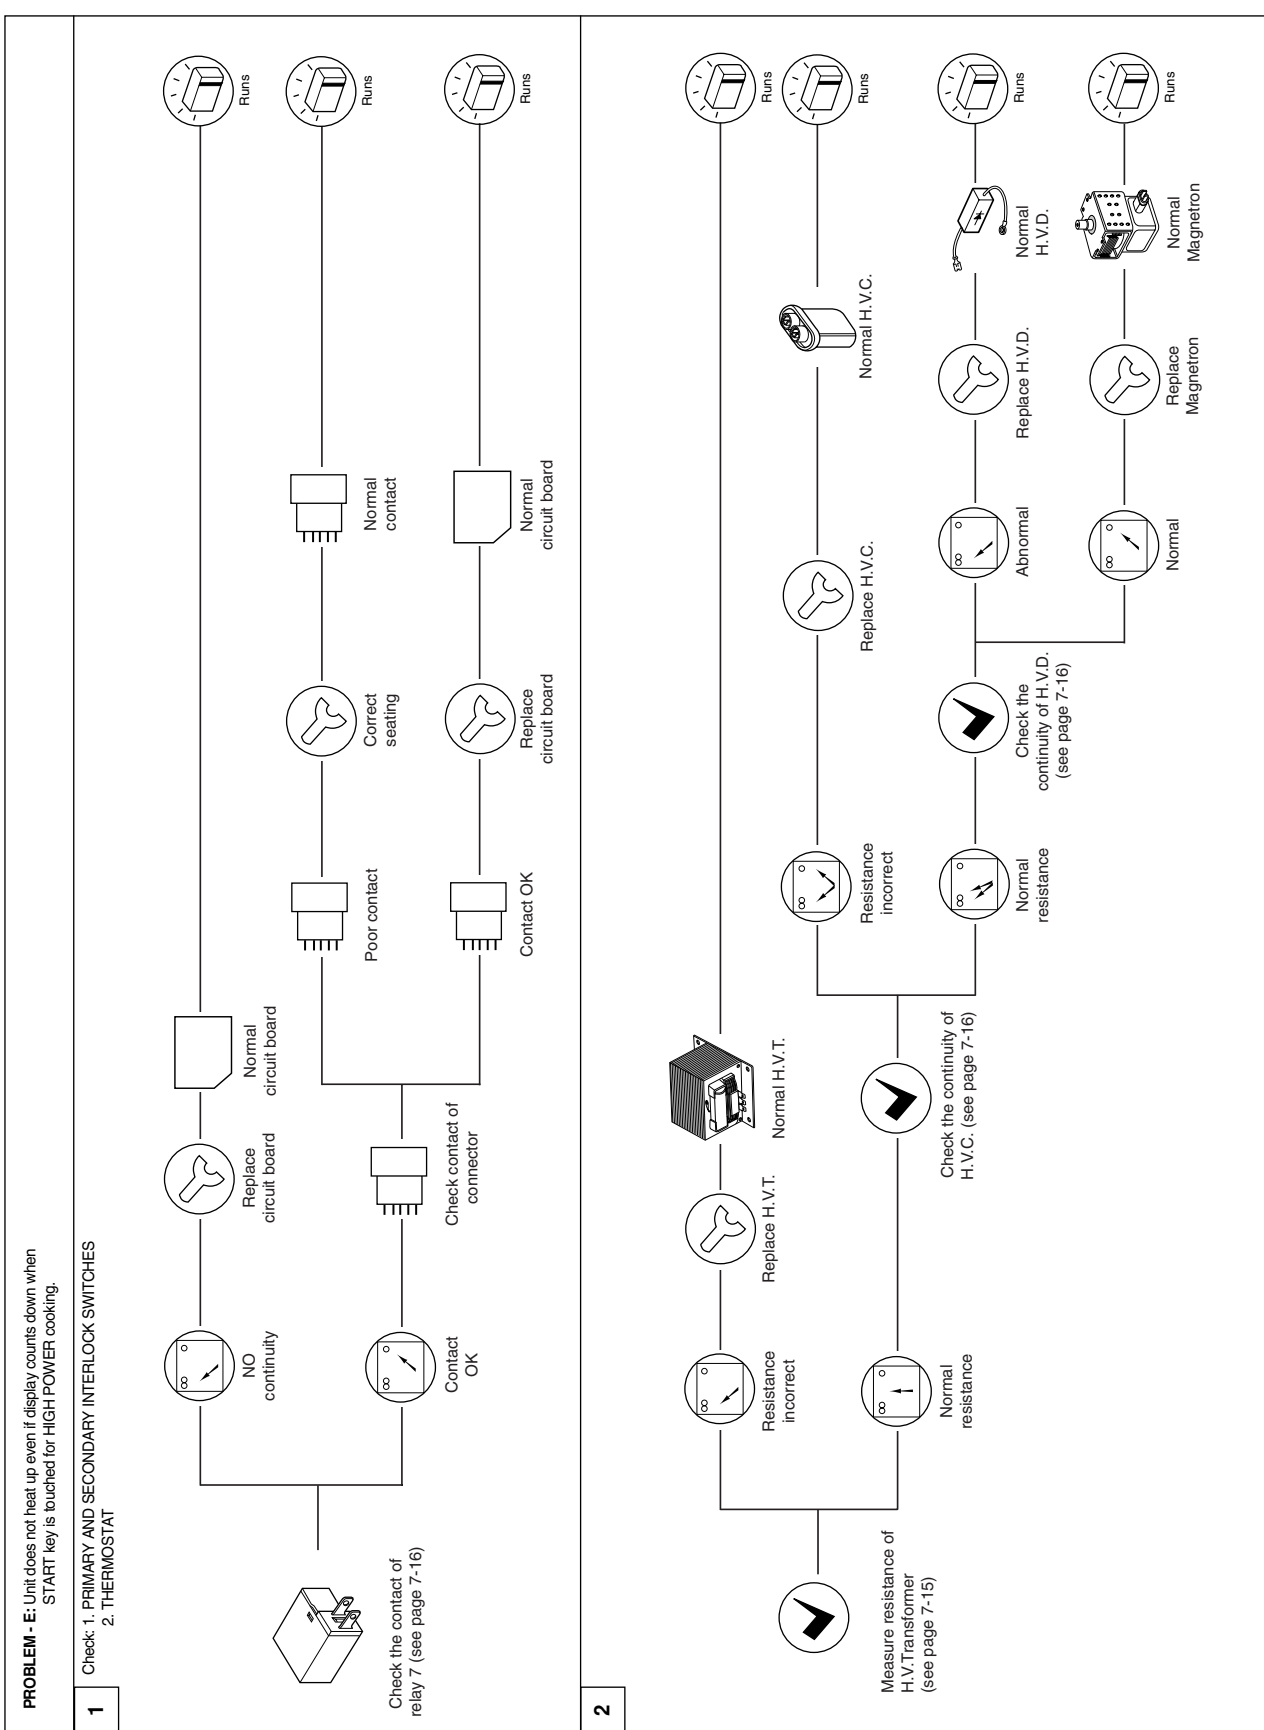 PROBLEM - E: Unit does not heat up even if display counts down when
START key is touched for HIGH POWER cooking.
1
Check: 1. PRIMARY AND SECONDARY INTERLOCK SWITCHES
2. THERMOSTAT
Check the contact of
relay 7 (see page 7-16)
NO
continuity
Replace
circuit board
Normal
circuit board
Runs
Contact
OK
Check contact of
connector
Poor contact
Correct
seating
Normal
contact
Runs
Contact OK
Replace
circuit board
Normal
circuit board
Runs
2
Measure resistance of
H.V.Transformer
(see page 7-15)
Resistance
incorrect
Replace H.V.T.
Normal H.V.T.
Runs
Normal
resistance
Check the continuity of
H.V.C. (see page 7-16)
Resistance
incorrect
Replace H.V.C.
Normal H.V.C.
Runs
Normal
resistance
Check the
continuity of H.V.D.
(see page 7-16)
Abnormal
Replace H.V.D.
Normal
H.V.D.
Runs
Normal
Replace
Magnetron
Normal
Magnetron
Runs